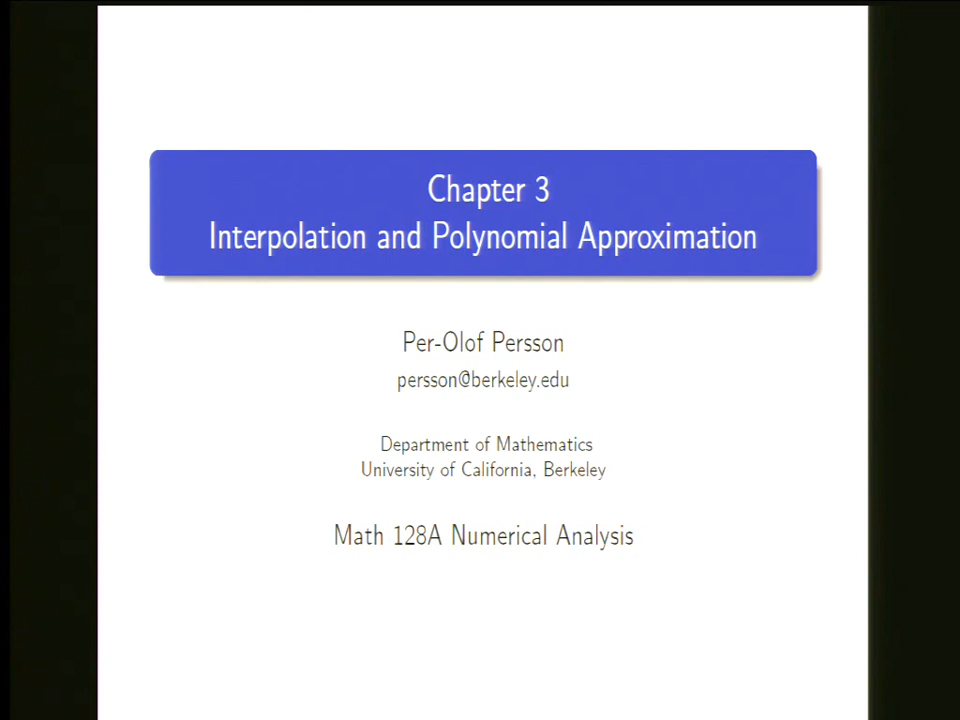 Chapter 3
Interpolation and Polynomial Approximation
Per-Olof Persson
persson@berkeley.edu
Department of Mathematics
University of California, Berkeley
Math 128A Numerical Analysis